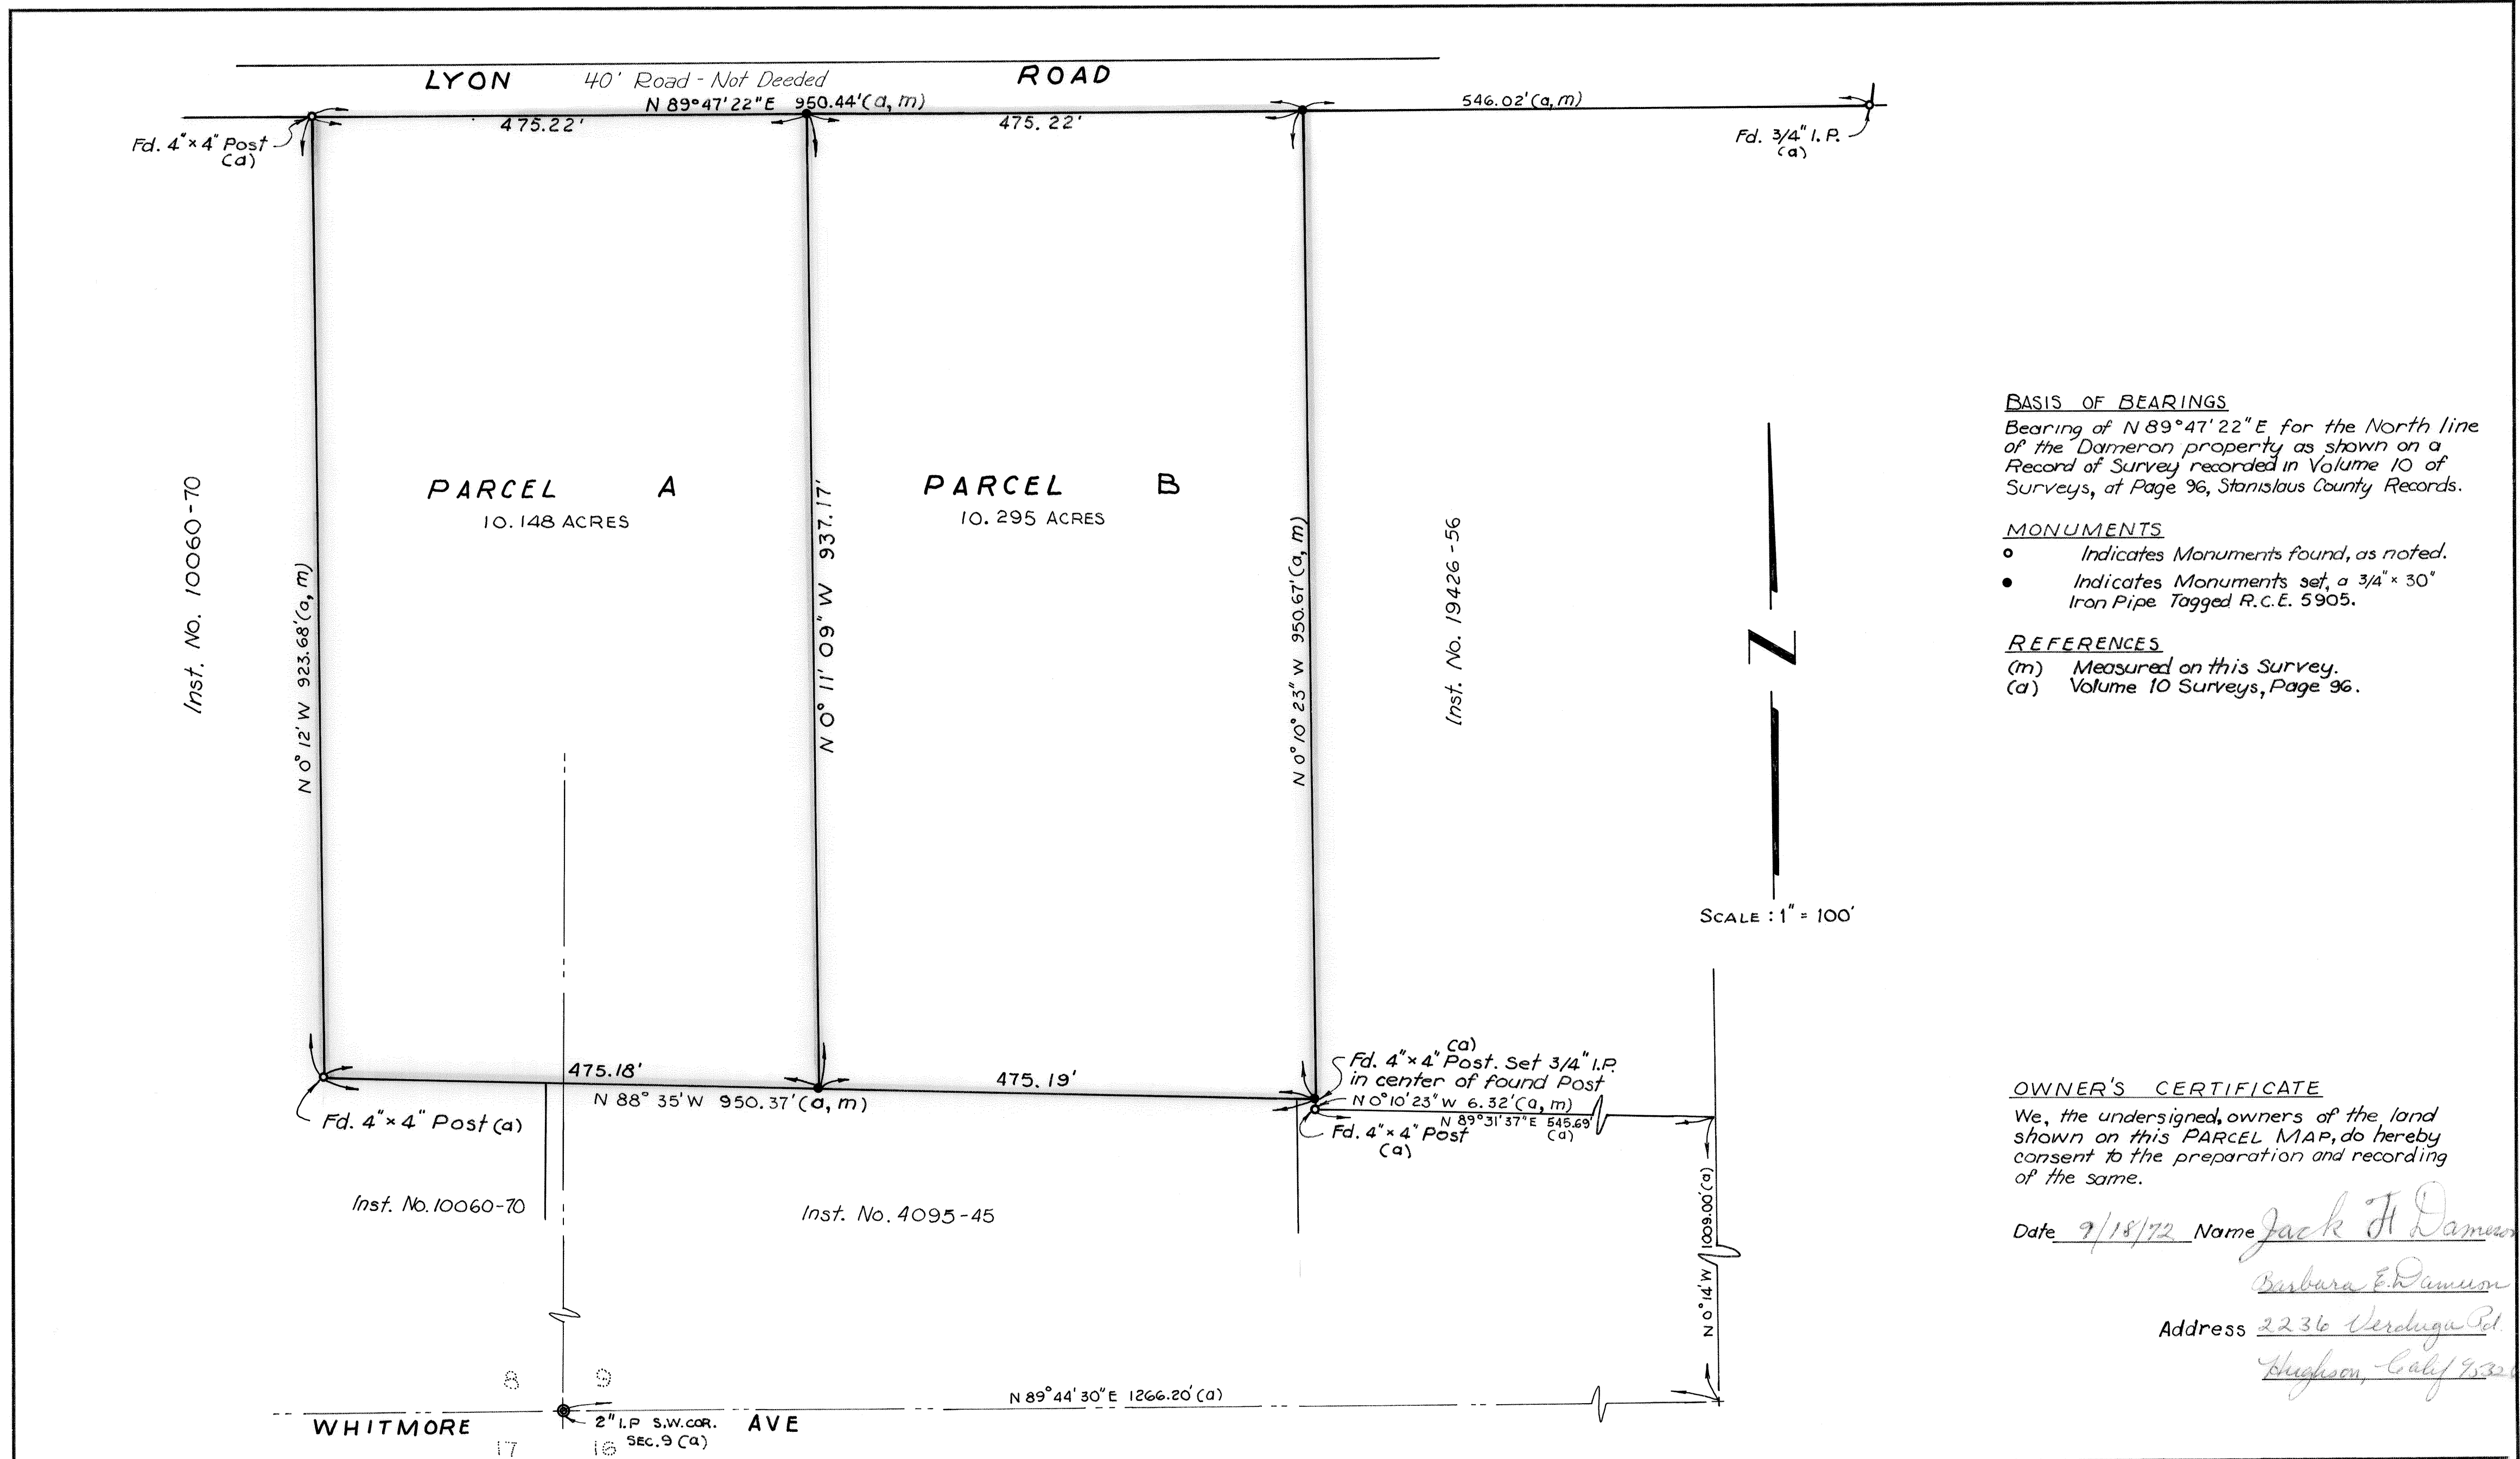 LYON 40' Road - Not Deeded ROAD
N 89°47'22"E 950.44'(a, m)
546.02'(a, m)
475.22'
475.22'
Fd. 4"×4" Post
(a)
Fd. 3/4" I.P.
(a)
Inst. No. 10060-70
N 0° 12' W 923.68'(a, m)
PARCEL A
10.148 ACRES
N 0° 11' 09" W 937.17'
PARCEL B
10.295 ACRES
N 0° 10' 23" W 950.67'(a, m)
Inst. No. 19426-56
N
SCALE : 1" = 100'
BASIS OF BEARINGS
Bearing of N 89°47'22"E for the North line
of the Dameron property as shown on a
Record of Survey recorded in Volume 10 of
Surveys, at Page 96, Stanislaus County Records.
MONUMENTS
Indicates Monuments found, as noted.
Indicates Monuments set, a 3/4"× 30"
Iron Pipe Tagged R.C.E. 5905.
REFERENCES
(m) Measured on this Survey.
(a) Volume 10 Surveys, Page 96.
475.18'
475.19'
N 88° 35' W 950.37'(a, m)
Fd. 4"×4" Post (a)
(a)
Fd. 4"×4" Post. Set 3/4" I.P.
in center of found Post
N 0°10'23" W 6.32'(a, m)
N 89°31'37"E 545.69'
(a)
Fd. 4"×4" Post
(a)
Inst. No. 10060-70
Inst. No. 4095-45
N 0°14' W 1009.00'(a)
8 9
N 89°44'30"E 1266.20'(a)
WHITMORE AVE
2" I.P S.W. COR.
SEC. 9 (a)
17 16
OWNER'S CERTIFICATE
We, the undersigned, owners of the land
shown on this PARCEL MAP, do hereby
consent to the preparation and recording
of the same.
Date 9/18/72 Name Jack H Dameron
Barbara E. Dameron
Address 2236 Verduga Rd.
Hughson, Calif 95326